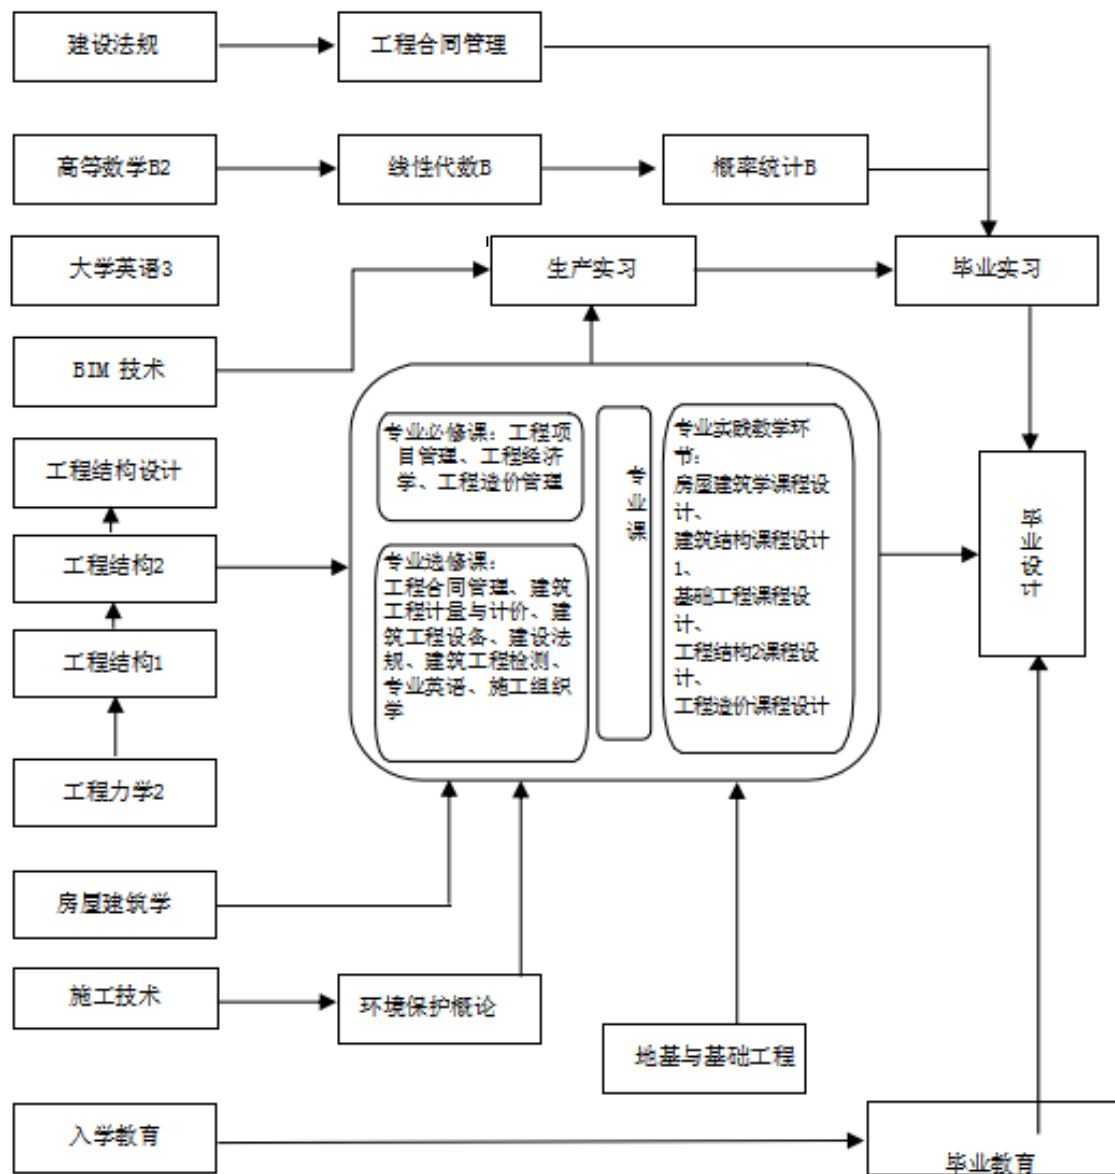 建设法规
工程合同管理
高等数学B2
线性代数B
概率统计B
大学英语3
生产实习
毕业实习
BIM 技术
工程结构设计
工程结构2
工程结构1
工程力学2
专业必修课：工程项
目管理、工程经济
学、工程造价管理
专业选修课：
工程合同管理、建筑
工程计量与计价、建
筑工程设备、建设法
规、建筑工程检测、
专业英语、施工组织
学
专业课
专业实践教学环
节：
房屋建筑学课程设
计、
建筑结构课程设计
1、
基础工程课程设
计、
工程结构2课程设
计、
工程造价课程设计
毕业设计
房屋建筑学
施工技术
环境保护概论
地基与基础工程
入学教育
毕业教育